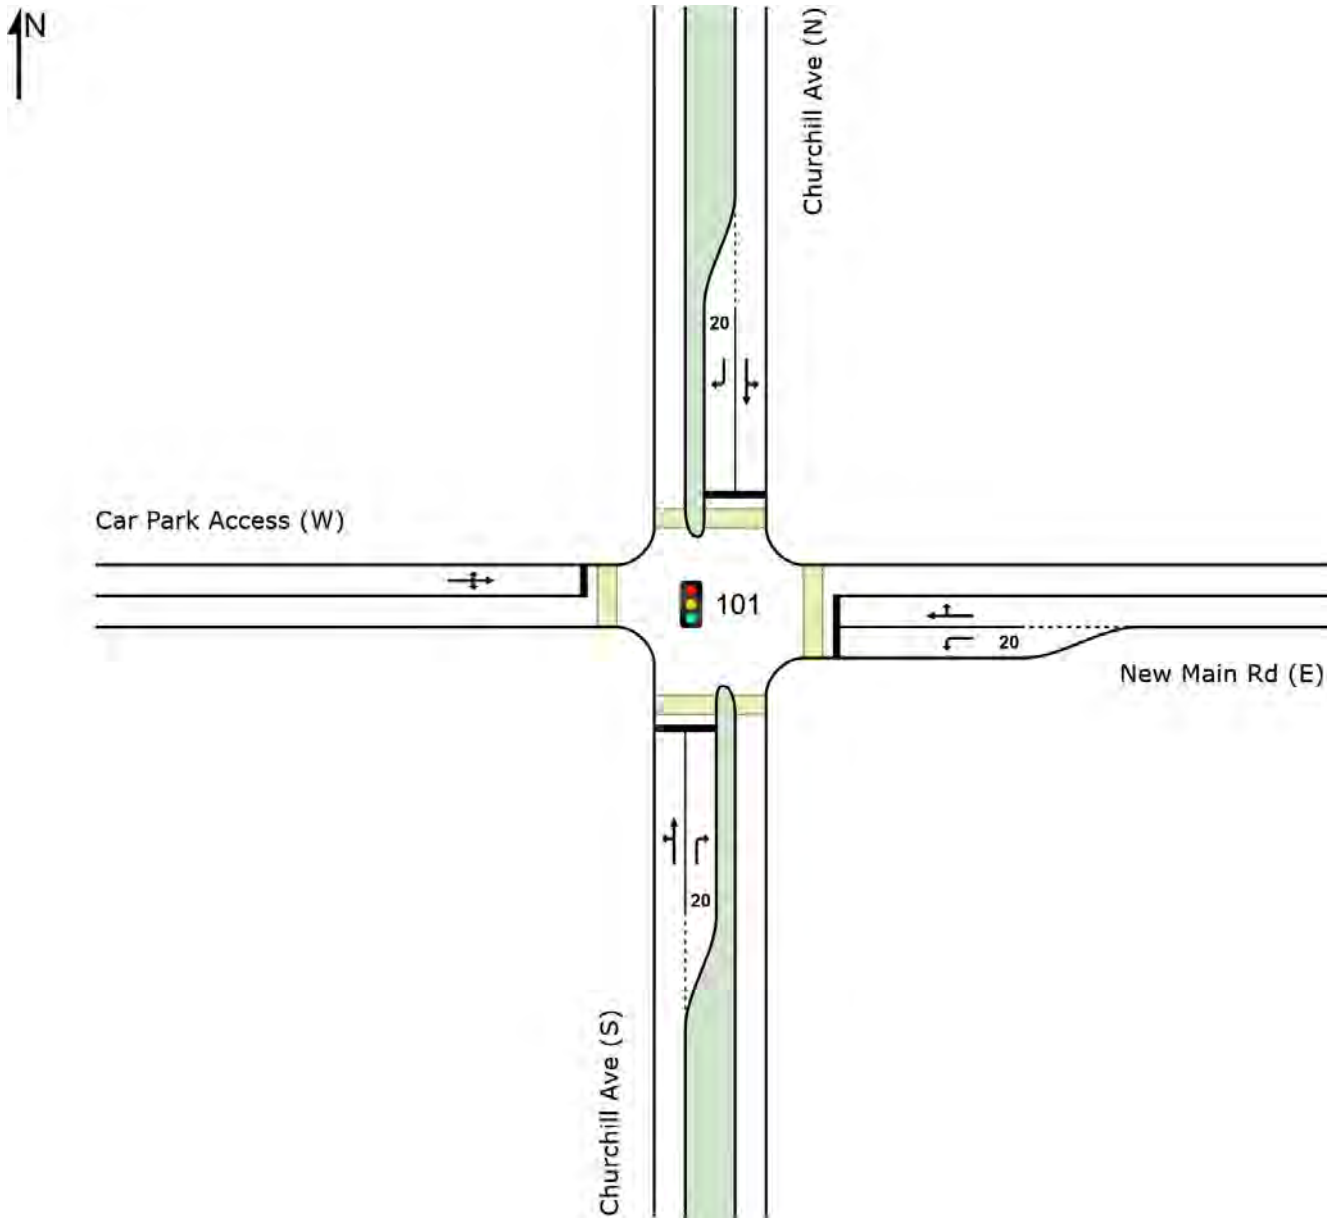 N
Churchill Ave (N)
20
Car Park Access (W)
101
20
New Main Rd (E)
20
Churchill Ave (S)